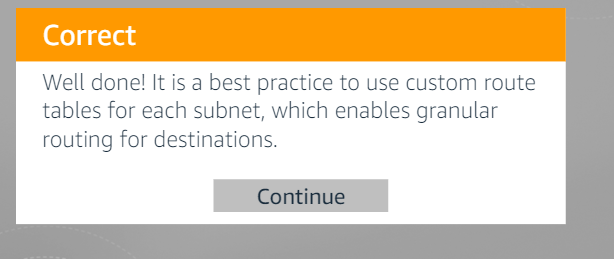 Correct
Well done! It is a best practice to use custom route
tables for each subnet, which enables granular
routing for destinations.
Continue